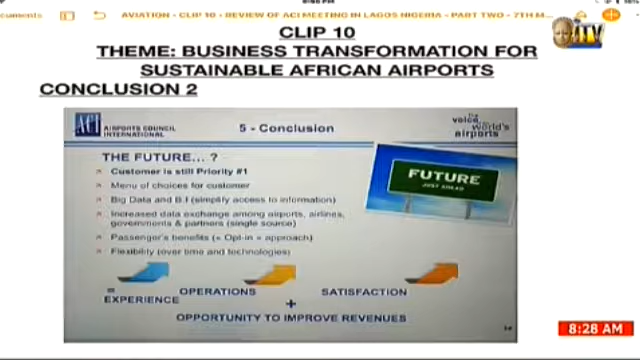 AVIATION - CLIP 10 - REVIEW OF ACI MEETING IN LAGOS NIGERIA - PART TWO - 7TH M...
ITV
CLIP 10
THEME: BUSINESS TRANSFORMATION FOR
SUSTAINABLE AFRICAN AIRPORTS
CONCLUSION 2
ACI
AIRPORTS COUNCIL
INTERNATIONAL
5 - Conclusion
the
voice
of the
world's
airports
THE FUTURE... ?
Customer is still Priority #1
Menu of choices for customer
Big Data and B.I (simplify access to information)
Increased data exchange among airports, airlines,
governments & partners (single source)
Passenger's benefits (« Opt-in » approach)
Flexibility (over time and technologies)
FUTURE
JUST AHEAD
= EXPERIENCE
OPERATIONS
+
SATISFACTION
OPPORTUNITY TO IMPROVE REVENUES
8:28 AM